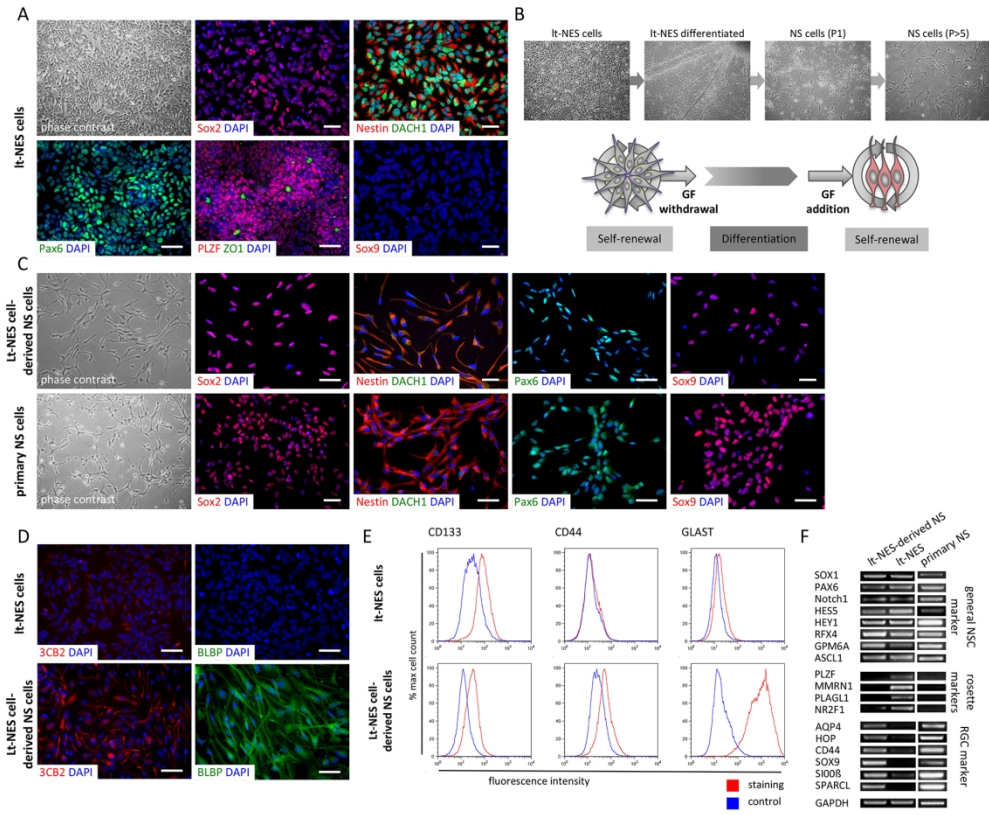 A
lt-NES cells
phase contrast
Sox2 DAPI
Nestin DACH1 DAPI
Pax6 DAPI
PLZF ZO1 DAPI
Sox9 DAPI
B
lt-NES cells
lt-NES differentiated
NS cells (P1)
NS cells (P>5)
GF
withdrawal
GF
addition
Self-renewal
Differentiation
Self-renewal
C
Lt-NES cell-
derived NS cells
phase contrast
Sox2 DAPI
Nestin DACH1 DAPI
Pax6 DAPI
Sox9 DAPI
primary NS cells
phase contrast
Sox2 DAPI
Nestin DACH1 DAPI
Pax6 DAPI
Sox9 DAPI
D
lt-NES cells
3CB2 DAPI
BLBP DAPI
Lt-NES cell-
derived NS cells
3CB2 DAPI
BLBP DAPI
E
CD133
CD44
GLAST
lt-NES cells
Lt-NES cell-
derived NS cells
% max cell count
fluorescence intensity
staining
control
F
lt-NES-derived NS
lt-NES
primary NS
SOX1
PAX6
Notch1
HES5
HEY1
RFX4
GPM6A
ASCL1
general NSC
marker
PLZF
MMRN1
PLAGL1
NR2F1
rosette
markers
AQP4
HOP
CD44
SOX9
SI00ß
SPARCL
RGC marker
GAPDH